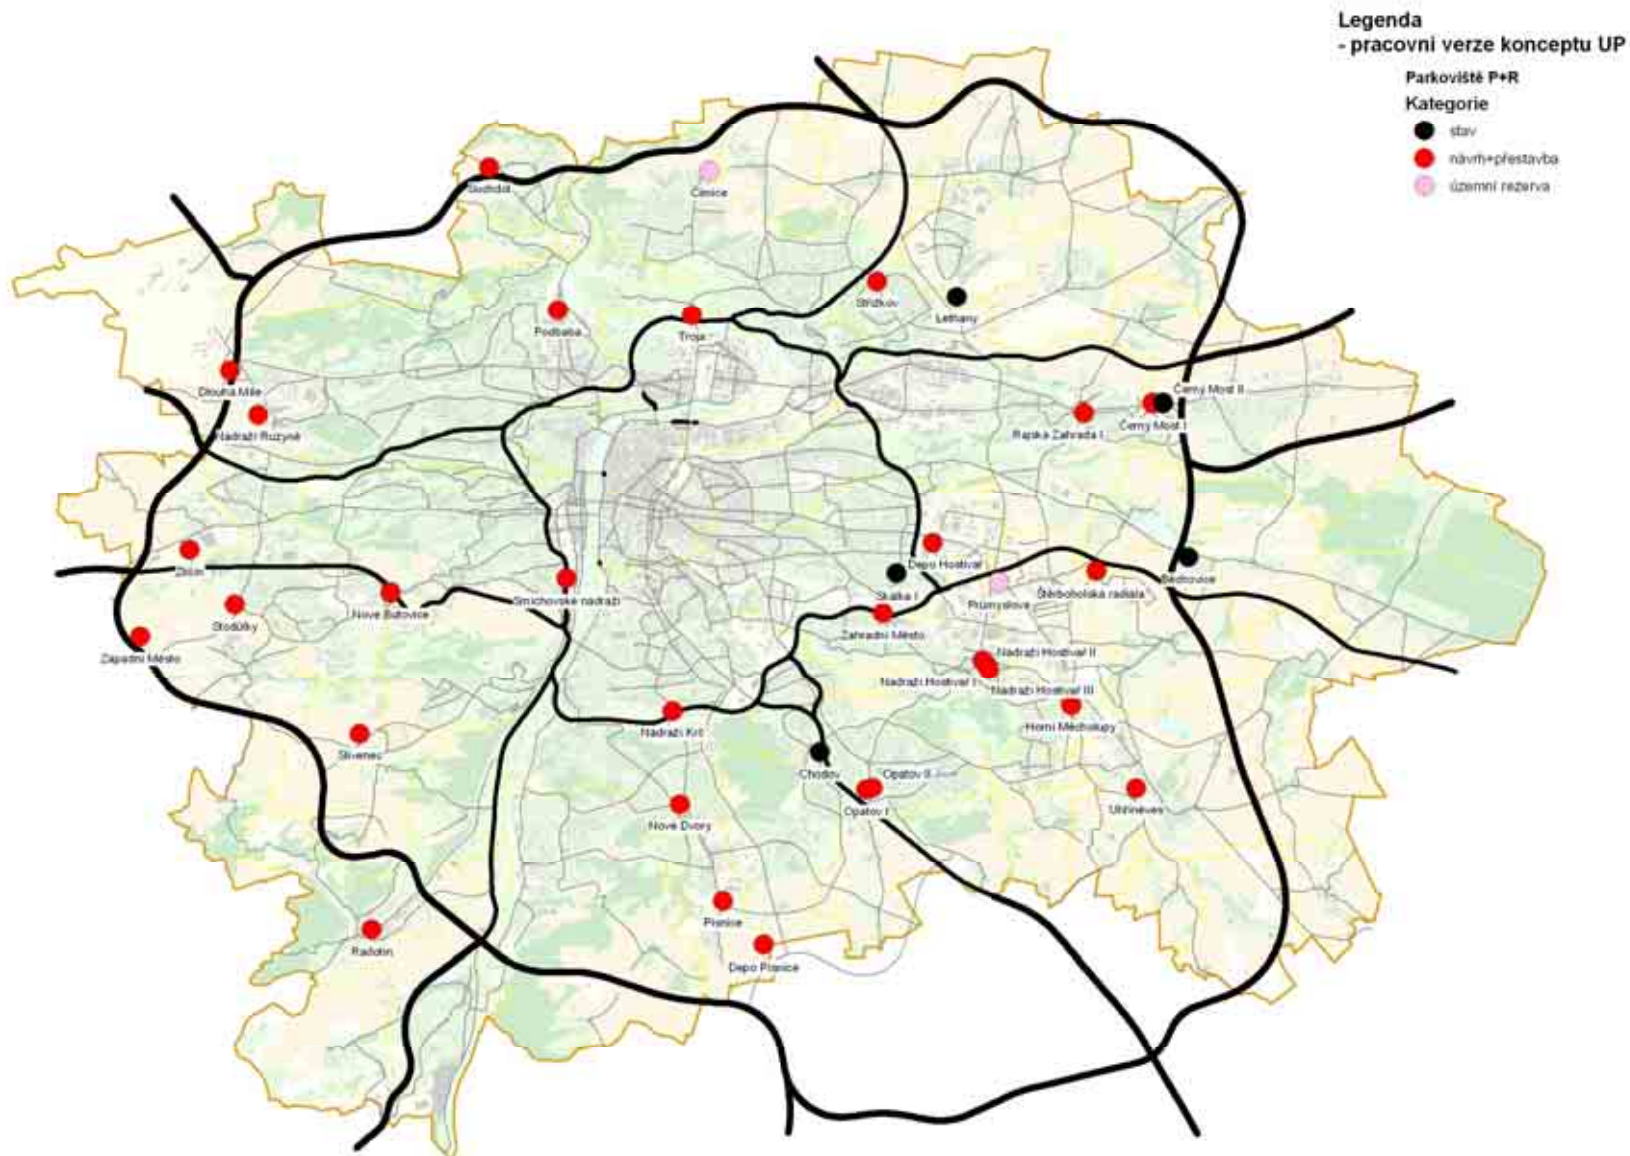 Legenda
- pracovni verze konceptu UP
Parkoviště P+R
Kategorie
stav
návrh+přestavba
územní rezerva
Suchdol
Čimice
Střížkov
Letňany
Podbaba
Troja
Dlouhá Míle
Nádraží Ruzyně
Černý Most II
Černý Most I
Rajská Zahrada I
Zličín
Depo Hostivař
Běchovice
Skalka I
Štěrboholská radiála
Průmyslová
Smíchovské nádraží
Nové Butovice
Stodůlky
Zahradní Město
Západní Město
Nádraží Hostivař II
Nádraží Hostivař I
Nádraží Hostivař III
Horní Měcholupy
Nádraží Krč
Slivenec
Chodov
Opatov II
Opatov I
Uhříněves
Nové Dvory
Písnice
Radotín
Depo Písnice